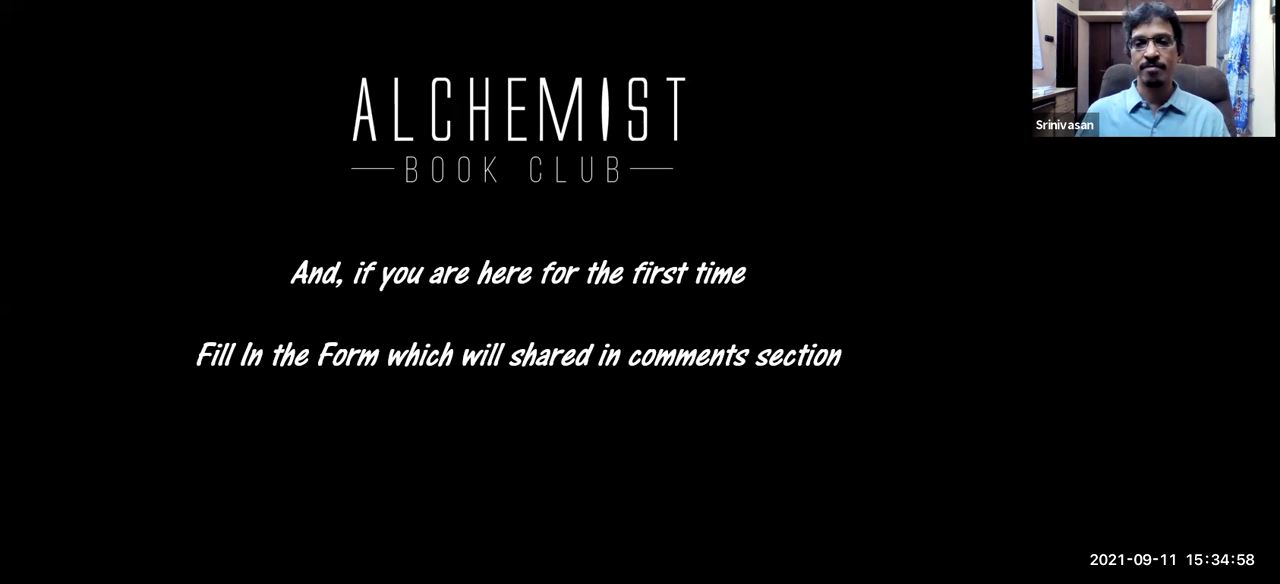 ALCHEMIST
BOOK CLUB
Srinivasan
And, if you are here for the first time
Fill In the Form which will shared in comments section
2021-09-11 15:34:58